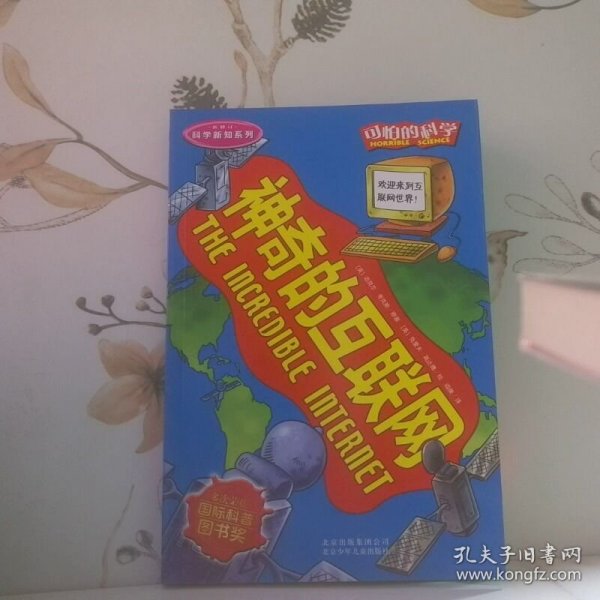 科学新知系列
可怕的科学
HORRIBLE SCIENCE
欢迎来到互
联网世界!
神奇的互联网
THE INCREDIBLE INTERNET
国际科普
图书奖
北京出版集团公司
北京少年儿童出版社
孔夫子旧书网
www.kongfz.com